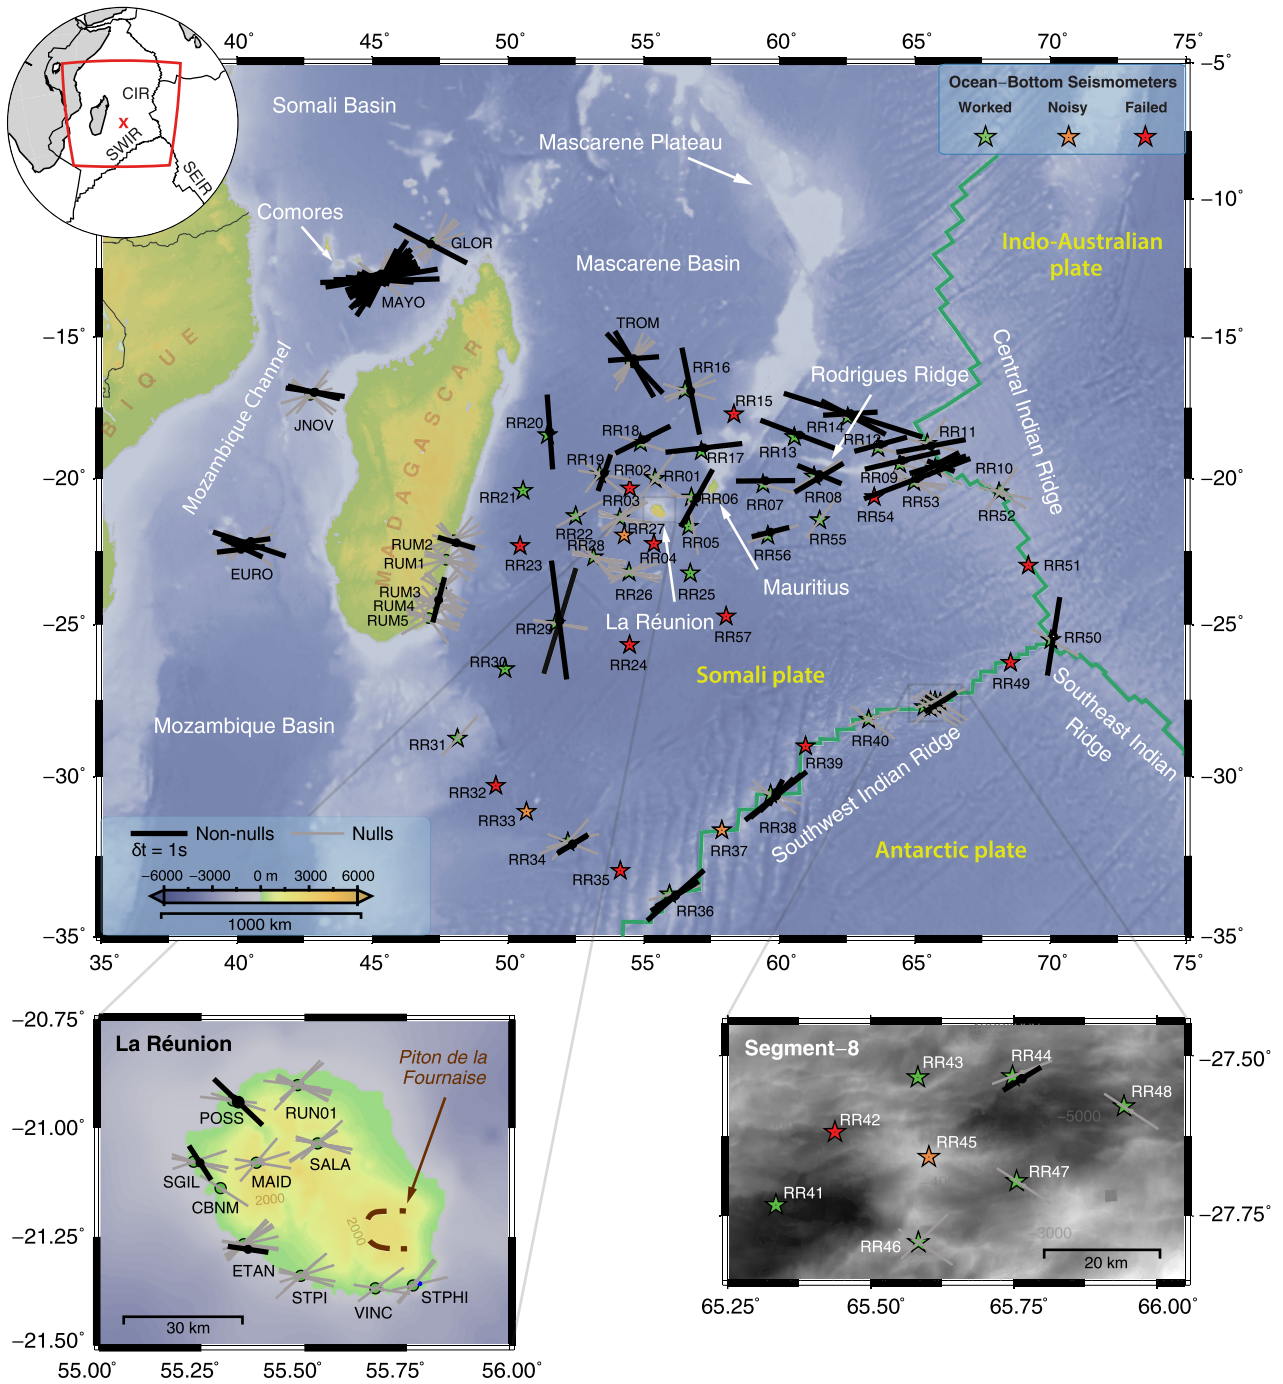 40° 45° 50° 55° 60° 65° 70° 75°
−5°
CIR
x
SWIR
SEIR
Somali Basin
Mascarene Plateau
Ocean−Bottom Seismometers
Worked Noisy Failed
−10°
Comores
GLOR
MAYO
Mascarene Basin
Indo-Australian
plate
−15° −15°
TROM
RR16
Rodrigues Ridge
Central Indian Ridge
Mozambique Channel
BIQUE
MADAGASCAR
JNOV
RR15
RR20
RR18
RR17
RR14
RR13
RR12
RR11
RR10
−20° −20°
RR19
RR02
RR01
RR21
RR03
RR06
RR07
RR08
RR09
RR53
RR54
RR52
RR22
RR27
RR05
RR55
RR56
RR28
RR04
RUM2
RUM1
RUM3
RUM4
RUM5
EURO
RR23
RR26
RR25
Mauritius
RR51
La Réunion
−25° −25°
RR29
RR57
RR24
RR50
RR30
Somali plate
RR49
Southeast Indian
Ridge
Mozambique Basin
RR31
RR40
RR39
Southwest Indian Ridge
−30° −30°
RR32
RR33
RR38
RR37
Antarctic plate
RR34
RR35
RR36
Non-nulls Nulls
δt = 1s
−6000 −3000 0 m 3000 6000
1000 km
−35° −35°
35° 40° 45° 50° 55° 60° 65° 70° 75°
−20.75°
La Réunion
Piton de la
Fournaise
POSS
RUN01
−21.00°
SALA
SGIL
MAID
CBNM
2000
2000
−21.25°
ETAN
STPI
VINC
STPHI
30 km
−21.50°
55.00° 55.25° 55.50° 55.75° 56.00°
Segment−8
RR43
RR44
−27.50°
RR48
−5000
RR42
RR45
RR47
RR41
RR46
−3000
−27.75°
20 km
65.25° 65.50° 65.75° 66.00°